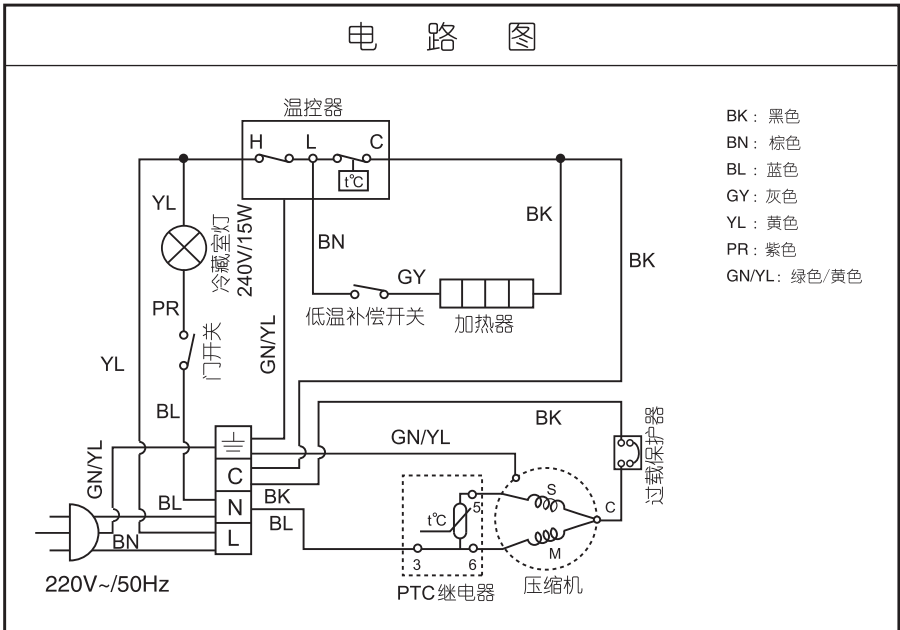 电 路 图
温控器
H L C
t℃
BK：黑色
BN：棕色
BL：蓝色
GY：灰色
YL：黄色
PR：紫色
GN/YL：绿色/黄色
YL
冷藏室灯
240V/15W
BN
BK
BK
GY
低温补偿开关
加热器
PR
门开关
GN/YL
YL
BL
BK
过载保护器
GN/YL
GN/YL
C
BK
BL
N
BL
L
BN
t℃
5
3
6
S
M
C
220V~/50Hz
PTC继电器
压缩机